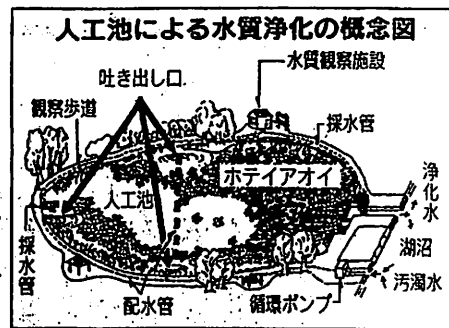 人工池による水質浄化の概念図
吐き出し口
水質観察施設
観察歩道
採水管
ホテイアオイ
人工池
浄化水
湖沼
汚濁水
採水管
配水管
循環ポンプ